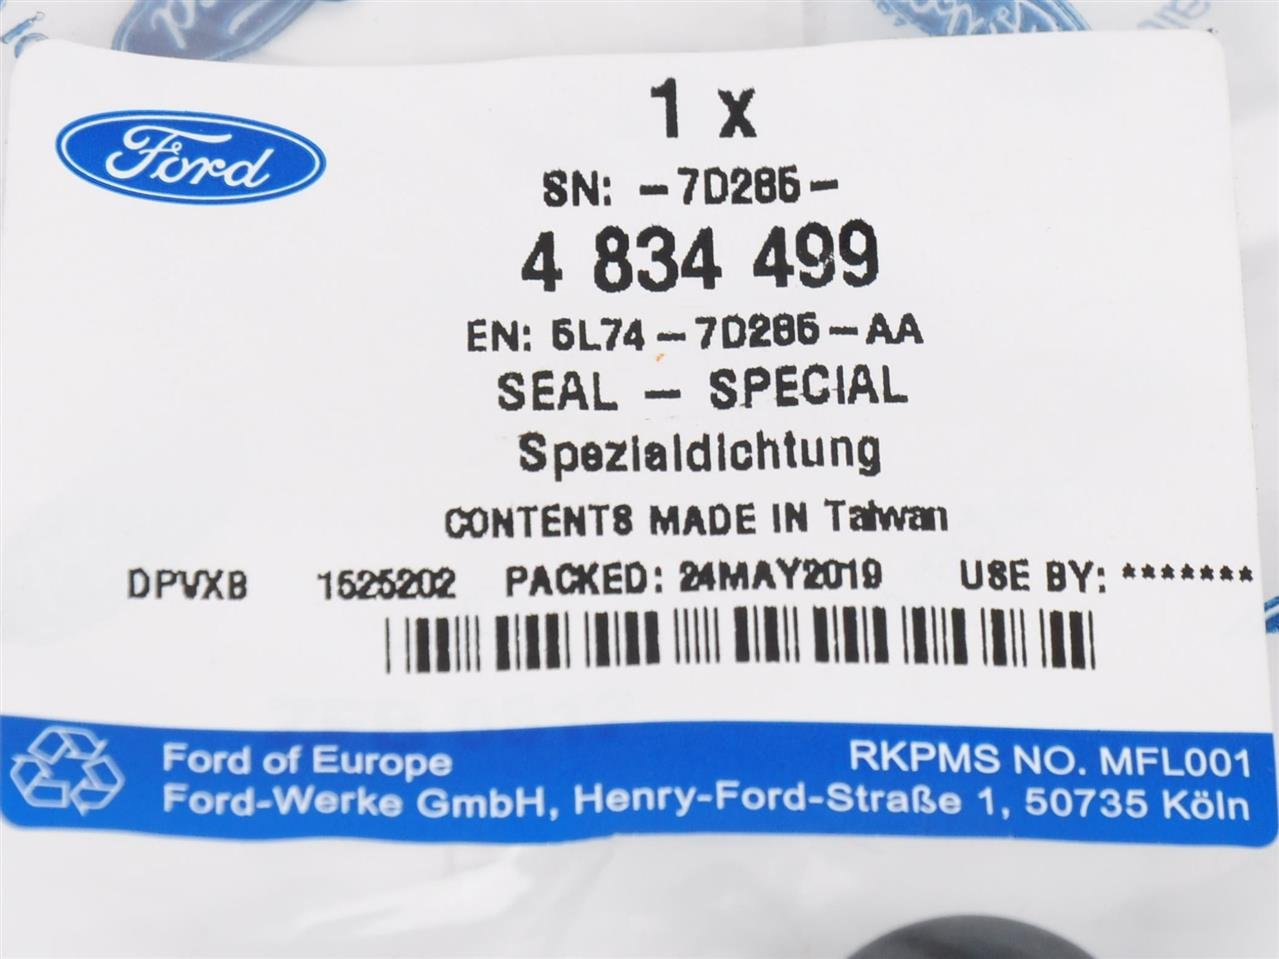 Ford
1 x
SN: -7D285-
4 834 499
EN: 5L74-7D285-AA
SEAL - SPECIAL
Spezialdichtung
CONTENTS MADE IN Taiwan
DPVXB 1525202 PACKED: 24MAY2019 USE BY: *******
Ford of Europe RKPMS NO. MFL001
Ford-Werke GmbH, Henry-Ford-Straße 1, 50735 Köln